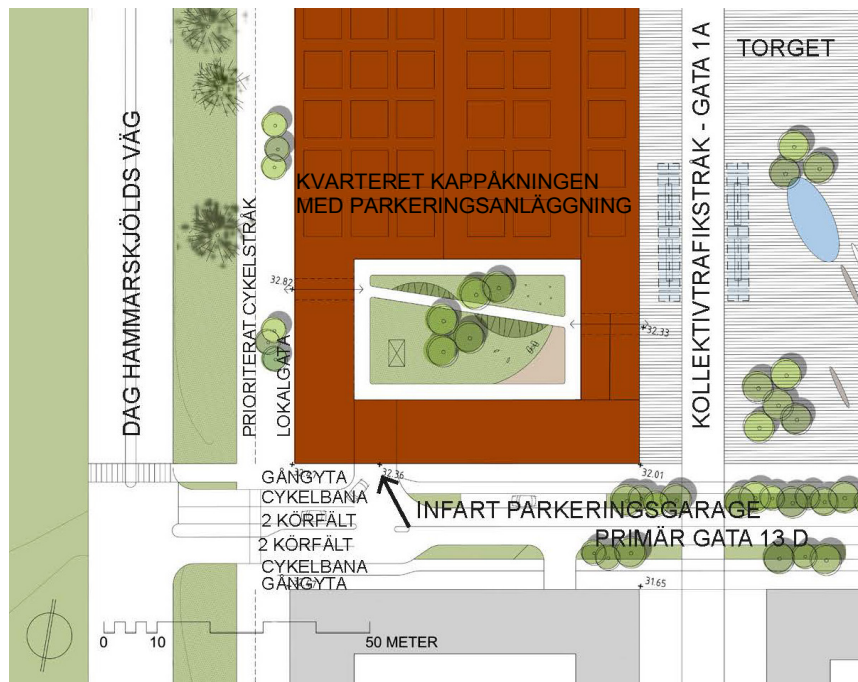 TORGET
KOLLEKTIVTRAFIKSTRÅK - GATA 1A
DAG HAMMARSKJÖLDS VÄG
KVARTERET KAPPÅKNINGEN
MED PARKERINGSANLÄGGNING
PRIORITERAT CYKELSTRÅK
LOKALGATA
32.82
32.33
32.36
32.01
GÅNGYTA
CYKELBANA
2 KÖRFÄLT
2 KÖRFÄLT
CYKELBANA
GÅNGYTA
INFART PARKERINGSGARAGE
PRIMÄR GATA 13 D
31.65
0 10 50 METER